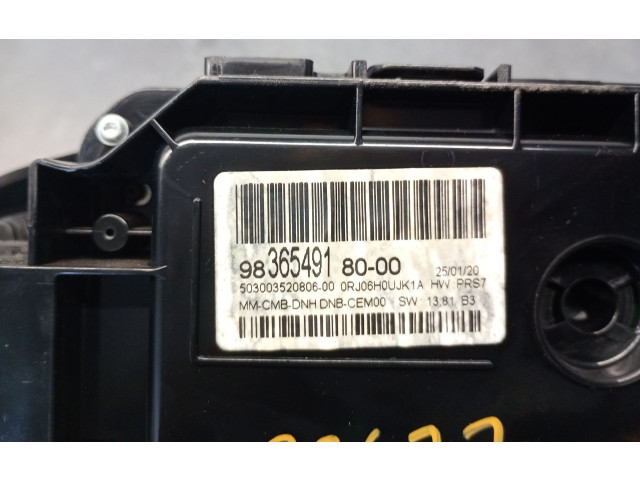 98 365491 80-00 25/01/20
503003520806-00 0RJ06H0UJK1A HW PRS7
MM-CMB-DNH DNB-CEM00 SW 13.81 B3